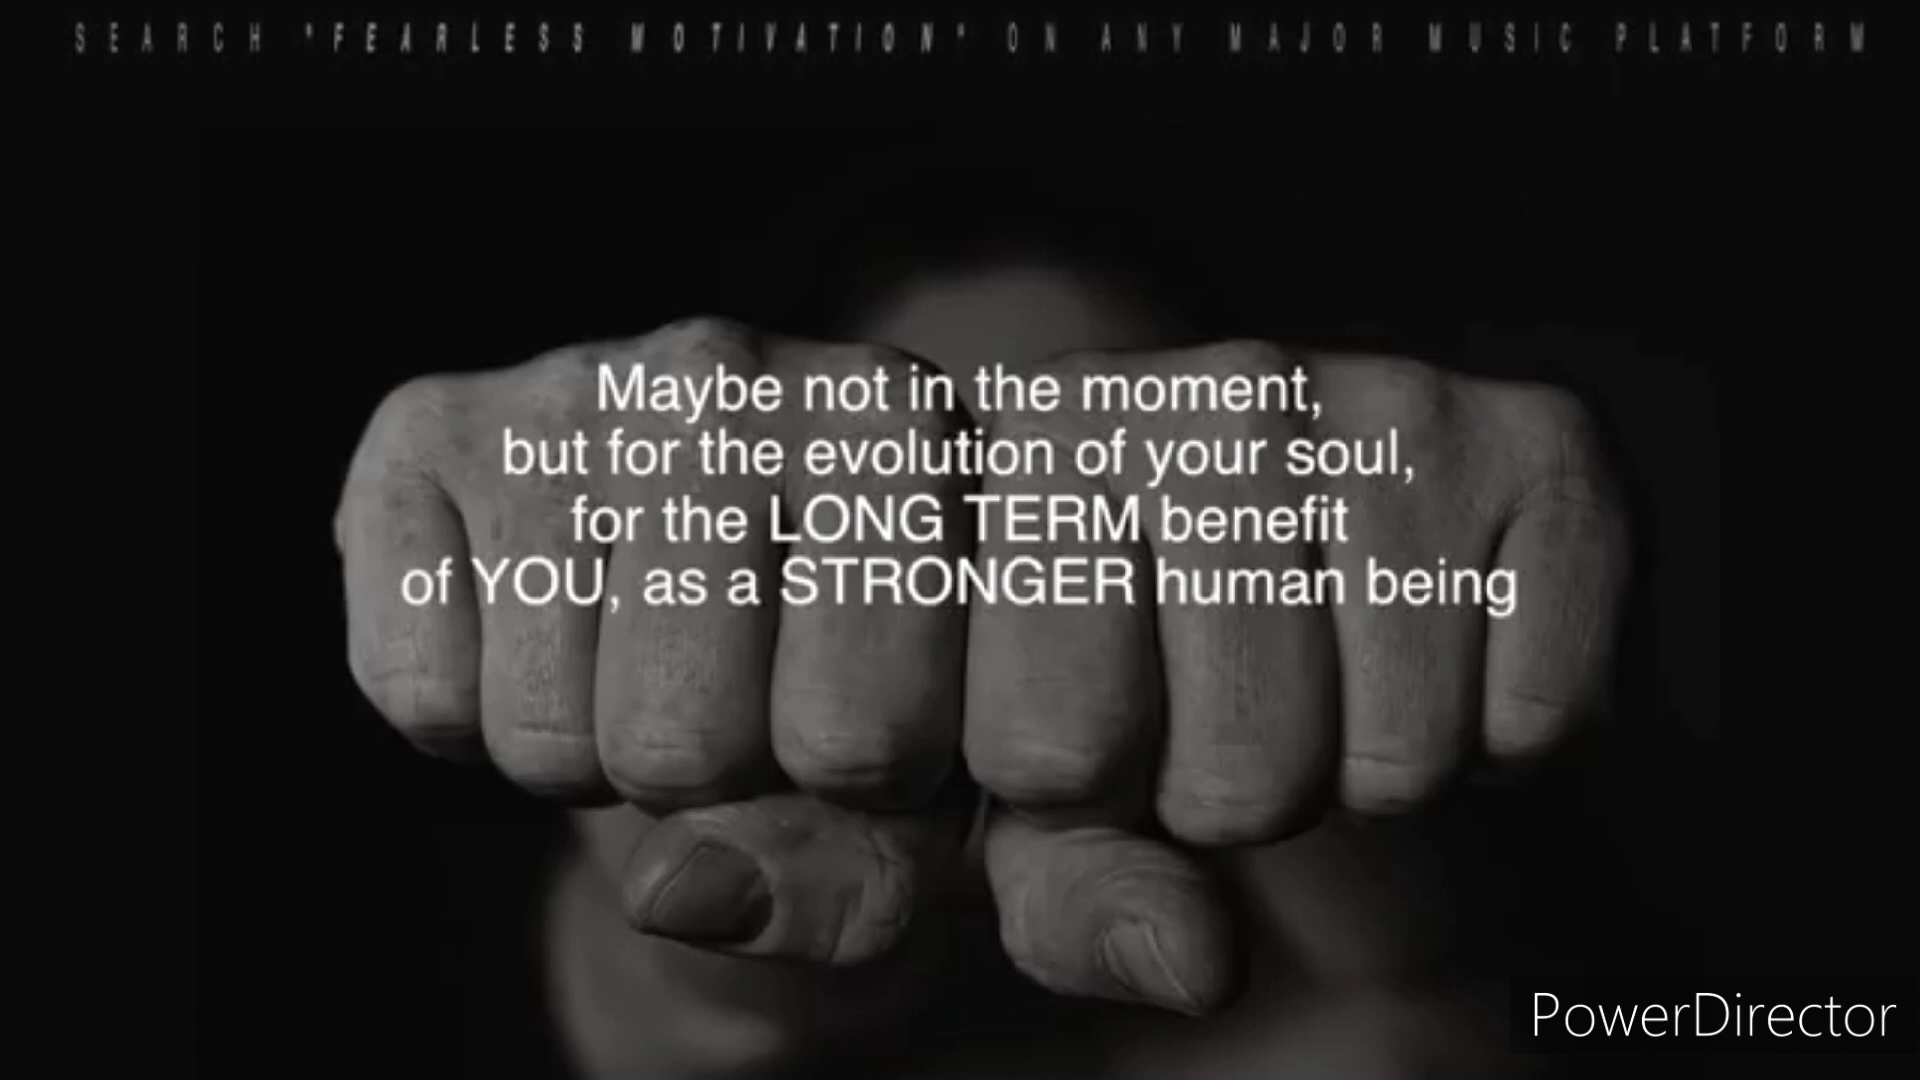 SEARCH "FEARLESS MOTIVATION" ON ANY MAJOR MUSIC PLATFORM
Maybe not in the moment,
but for the evolution of your soul,
for the LONG TERM benefit
of YOU, as a STRONGER human being
PowerDirector